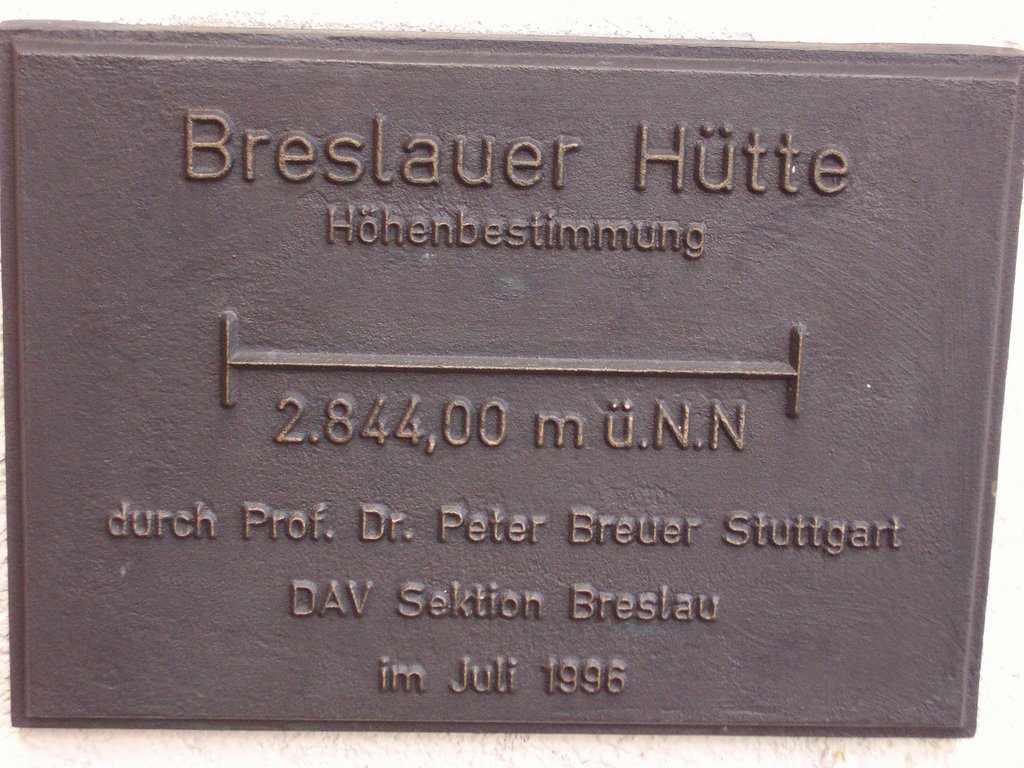 Breslauer Hütte
Höhenbestimmung
2.844,00 m ü.N.N
durch Prof. Dr. Peter Breuer Stuttgart
DAV Sektion Breslau
im Juli 1996